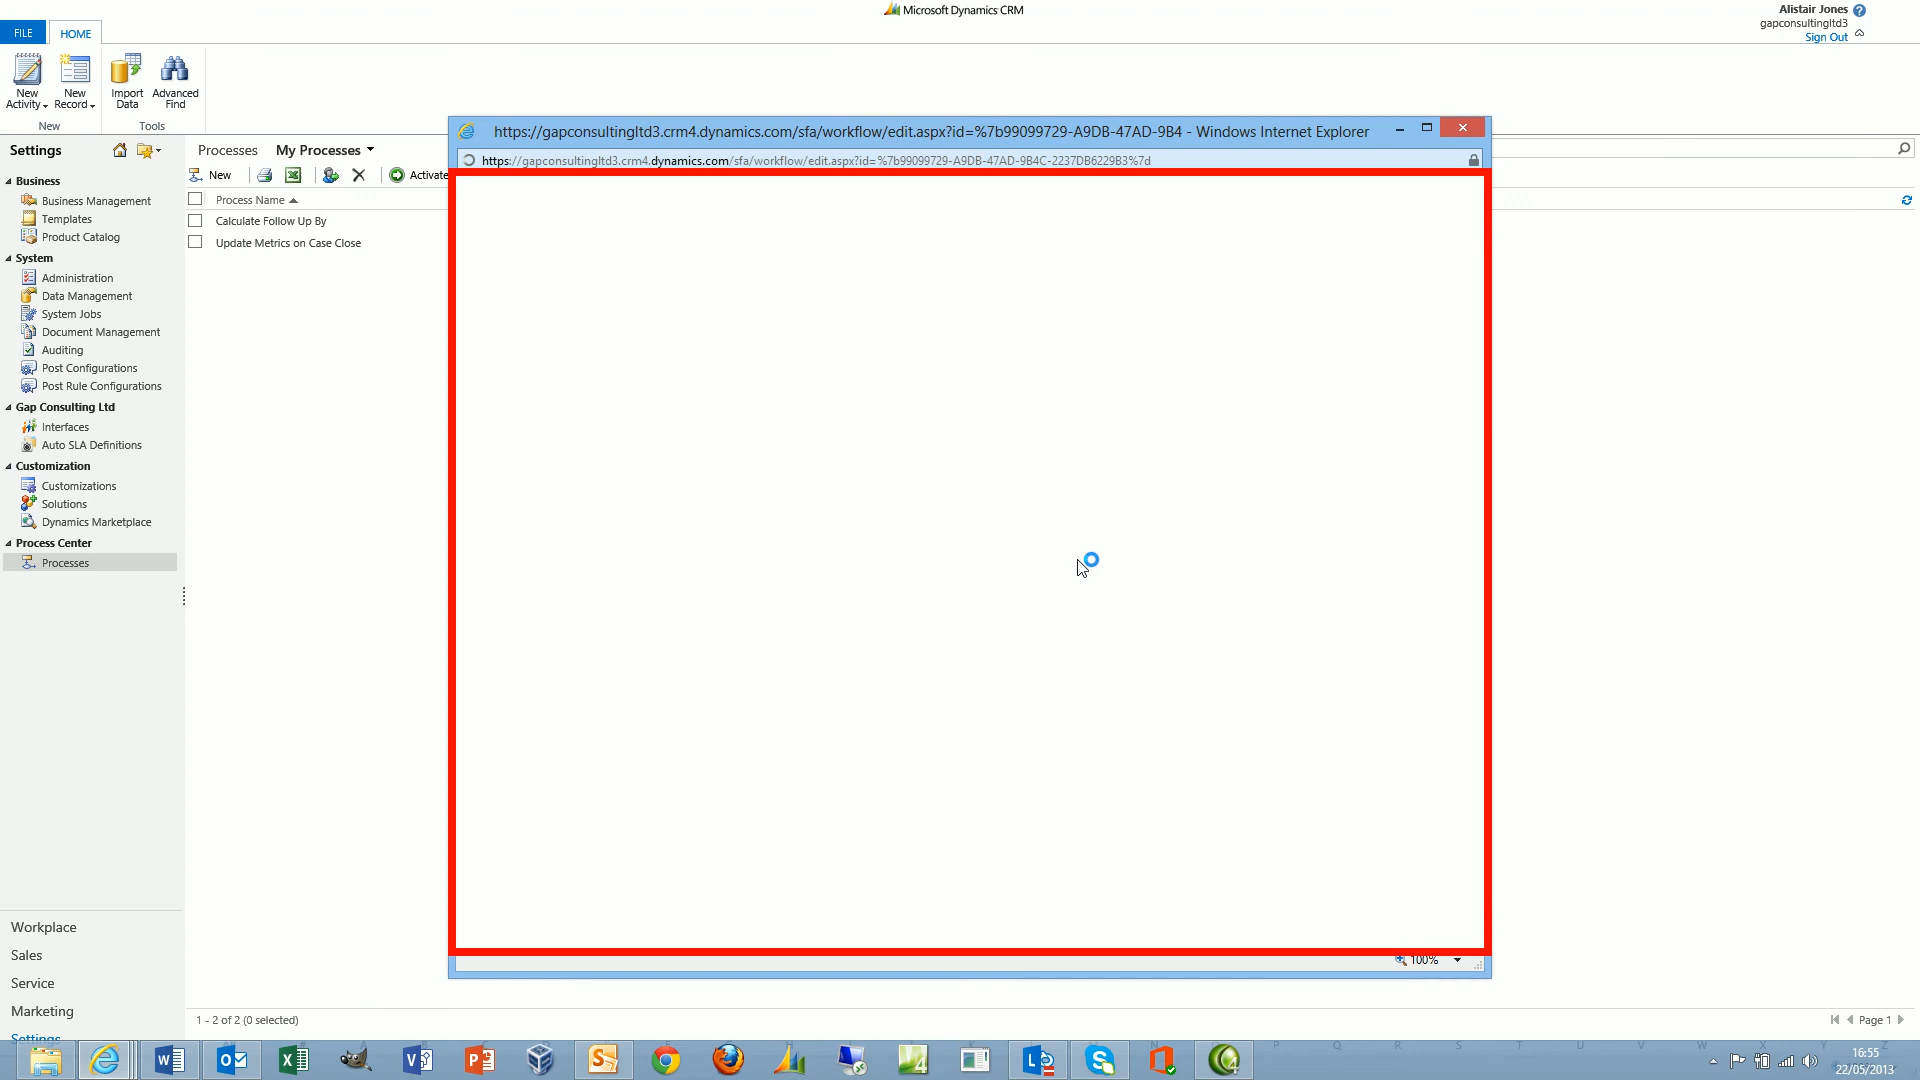 Microsoft Dynamics CRM
Alistair Jones
gapconsultingltd3
Sign Out
FILE
HOME
New Activity
New Record
Import Data
Advanced Find
New
Tools
https://gapconsultingltd3.crm4.dynamics.com/sfa/workflow/edit.aspx?id=%7b99099729-A9DB-47AD-9B4 - Windows Internet Explorer
https://gapconsultingltd3.crm4.dynamics.com/sfa/workflow/edit.aspx?id=%7b99099729-A9DB-47AD-9B4C-2237DB6229B3%7d
Settings
Business
Business Management
Templates
Product Catalog
System
Administration
Data Management
System Jobs
Document Management
Auditing
Post Configurations
Post Rule Configurations
Gap Consulting Ltd
Interfaces
Auto SLA Definitions
Customization
Customizations
Solutions
Dynamics Marketplace
Process Center
Processes
Workplace
Sales
Service
Marketing
Settings
Processes
My Processes
New
Activate
Process Name
Calculate Follow Up By
Update Metrics on Case Close
100%
1 - 2 of 2 (0 selected)
Page 1
16:55
22/05/2013